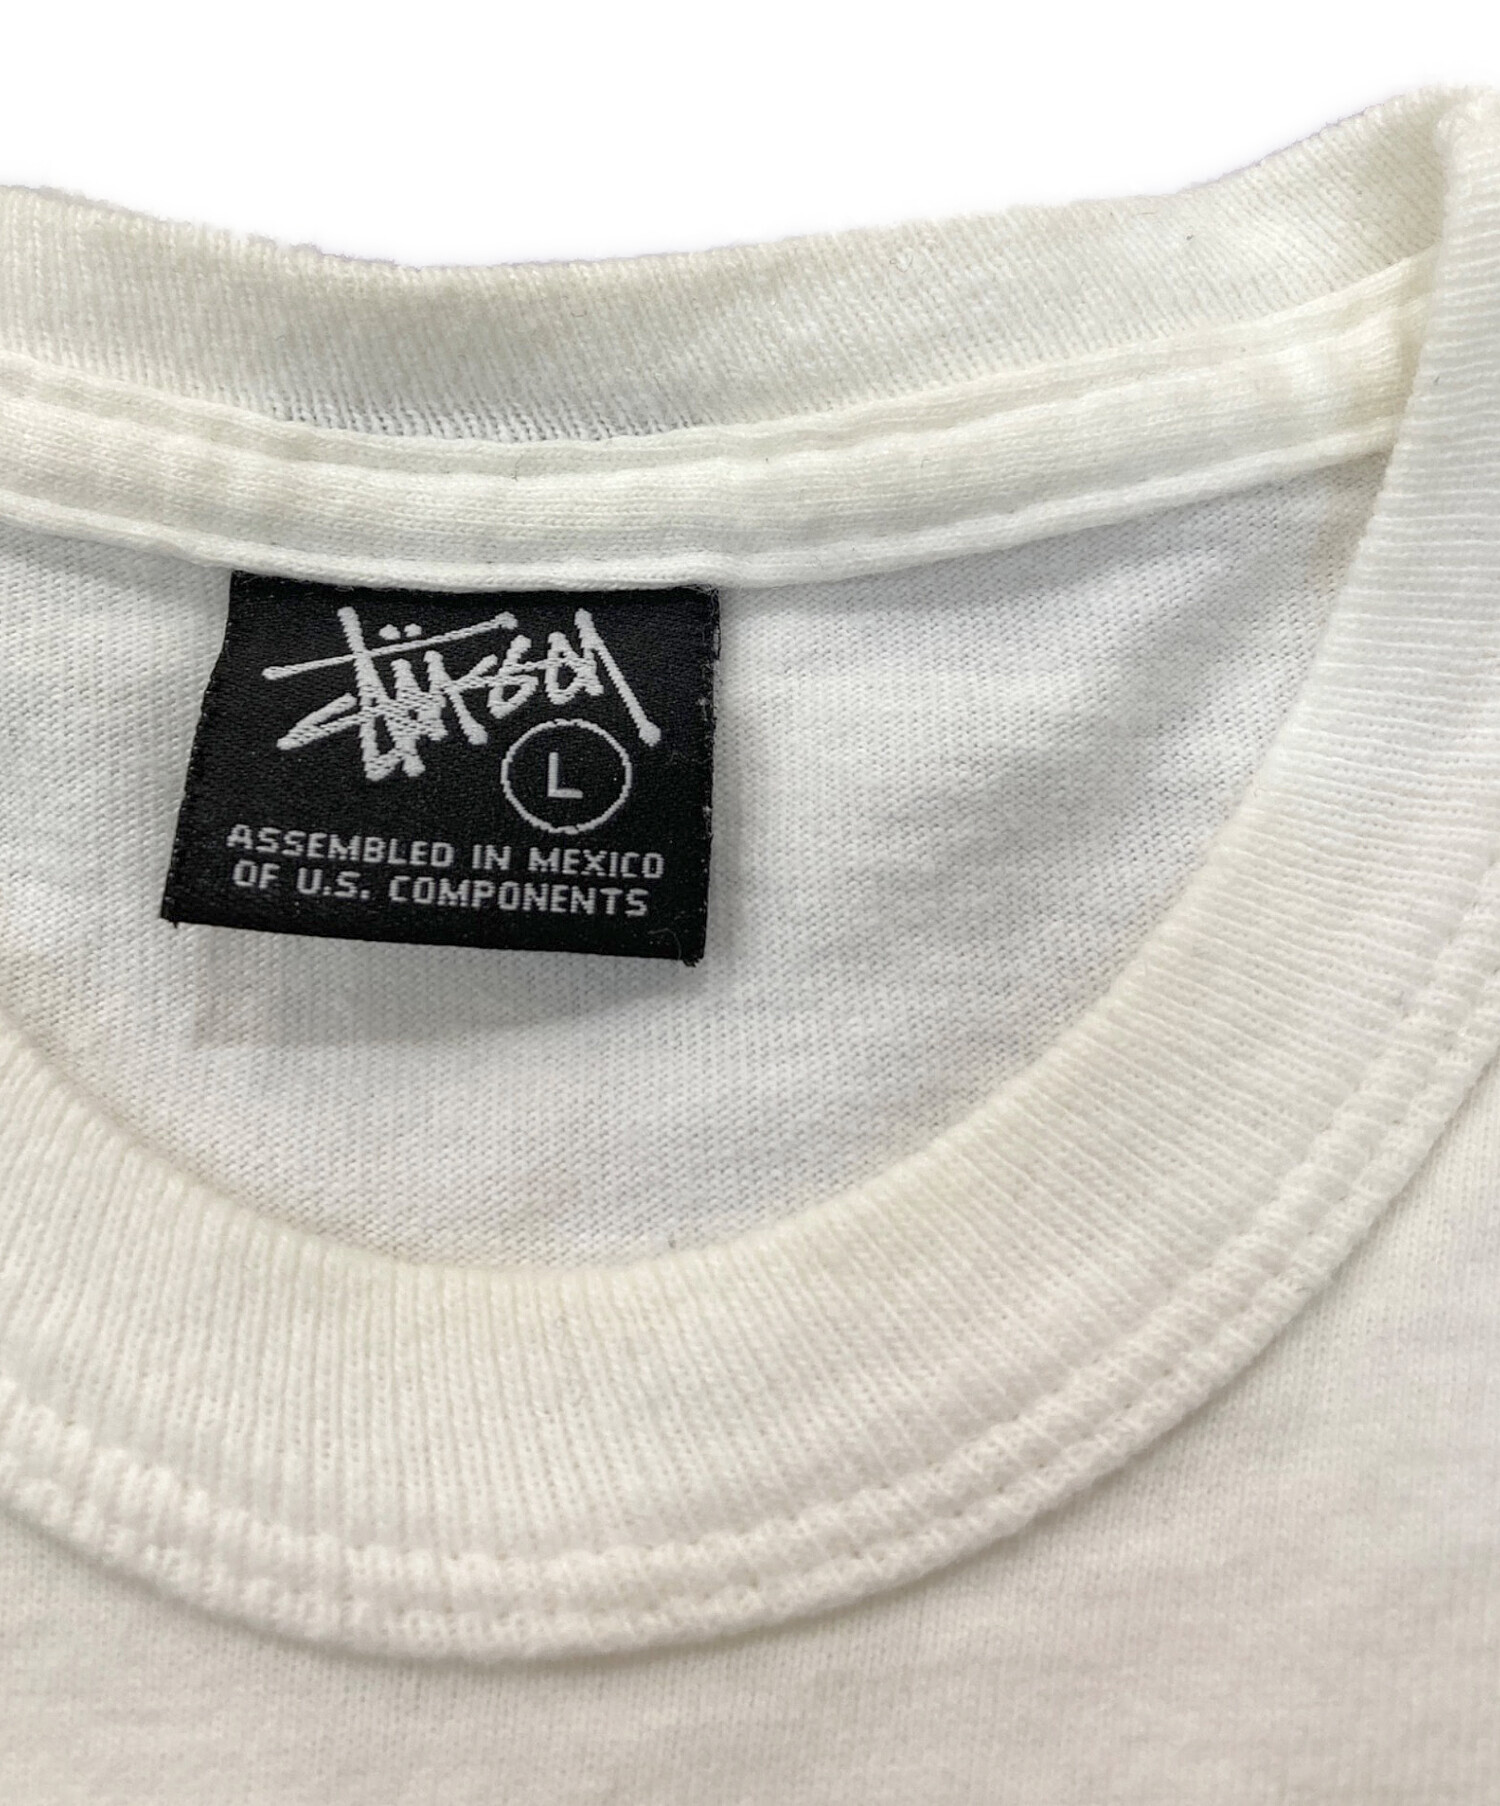 Stüssy
L
ASSEMBLED IN MEXICO
OF U.S. COMPONENTS